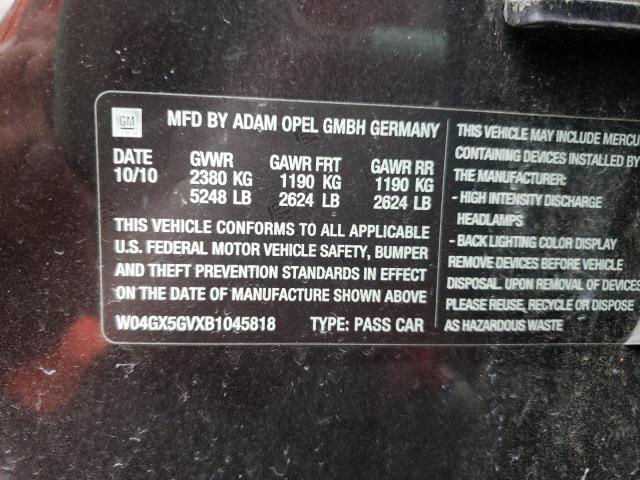 GM
MFD BY ADAM OPEL GMBH GERMANY
DATE GVWR GAWR FRT GAWR RR
10/10 2380 KG 1190 KG 1190 KG
5248 LB 2624 LB 2624 LB
THIS VEHICLE CONFORMS TO ALL APPLICABLE
U.S. FEDERAL MOTOR VEHICLE SAFETY, BUMPER
AND THEFT PREVENTION STANDARDS IN EFFECT
ON THE DATE OF MANUFACTURE SHOWN ABOVE
W04GX5GVXB1045818 TYPE: PASS CAR
THIS VEHICLE MAY INCLUDE MERCU
CONTAINING DEVICES INSTALLED BY
THE MANUFACTURER:
- HIGH INTENSITY DISCHARGE
HEADLAMPS
- BACK LIGHTING COLOR DISPLAY
REMOVE DEVICES BEFORE VEHICLE
DISPOSAL. UPON REMOVAL OF DEVICES
PLEASE REUSE, RECYCLE OR DISPOSE
AS HAZARDOUS WASTE